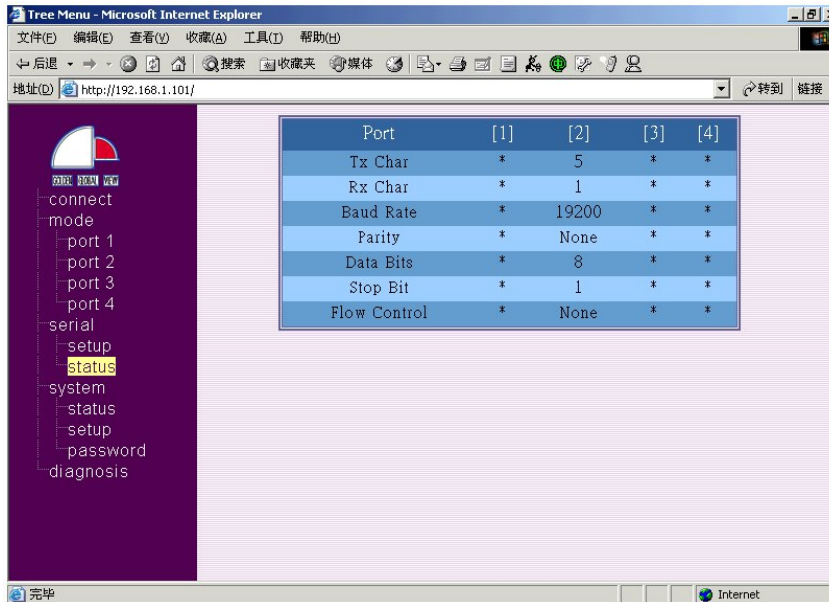 Tree Menu - Microsoft Internet Explorer
文件(F) 编辑(E) 查看(V) 收藏(A) 工具(T) 帮助(H)
后退 搜索 收藏夹 媒体
地址(D) http://192.168.1.101/ 转到 链接
GLOBAL VIEW
connect
mode
port 1
port 2
port 3
port 4
serial
setup
status
system
status
setup
password
diagnosis
Port [1] [2] [3] [4]
Tx Char * 5 * *
Rx Char * 1 * *
Baud Rate * 19200 * *
Parity * None * *
Data Bits * 8 * *
Stop Bit * 1 * *
Flow Control * None * *
完毕 Internet